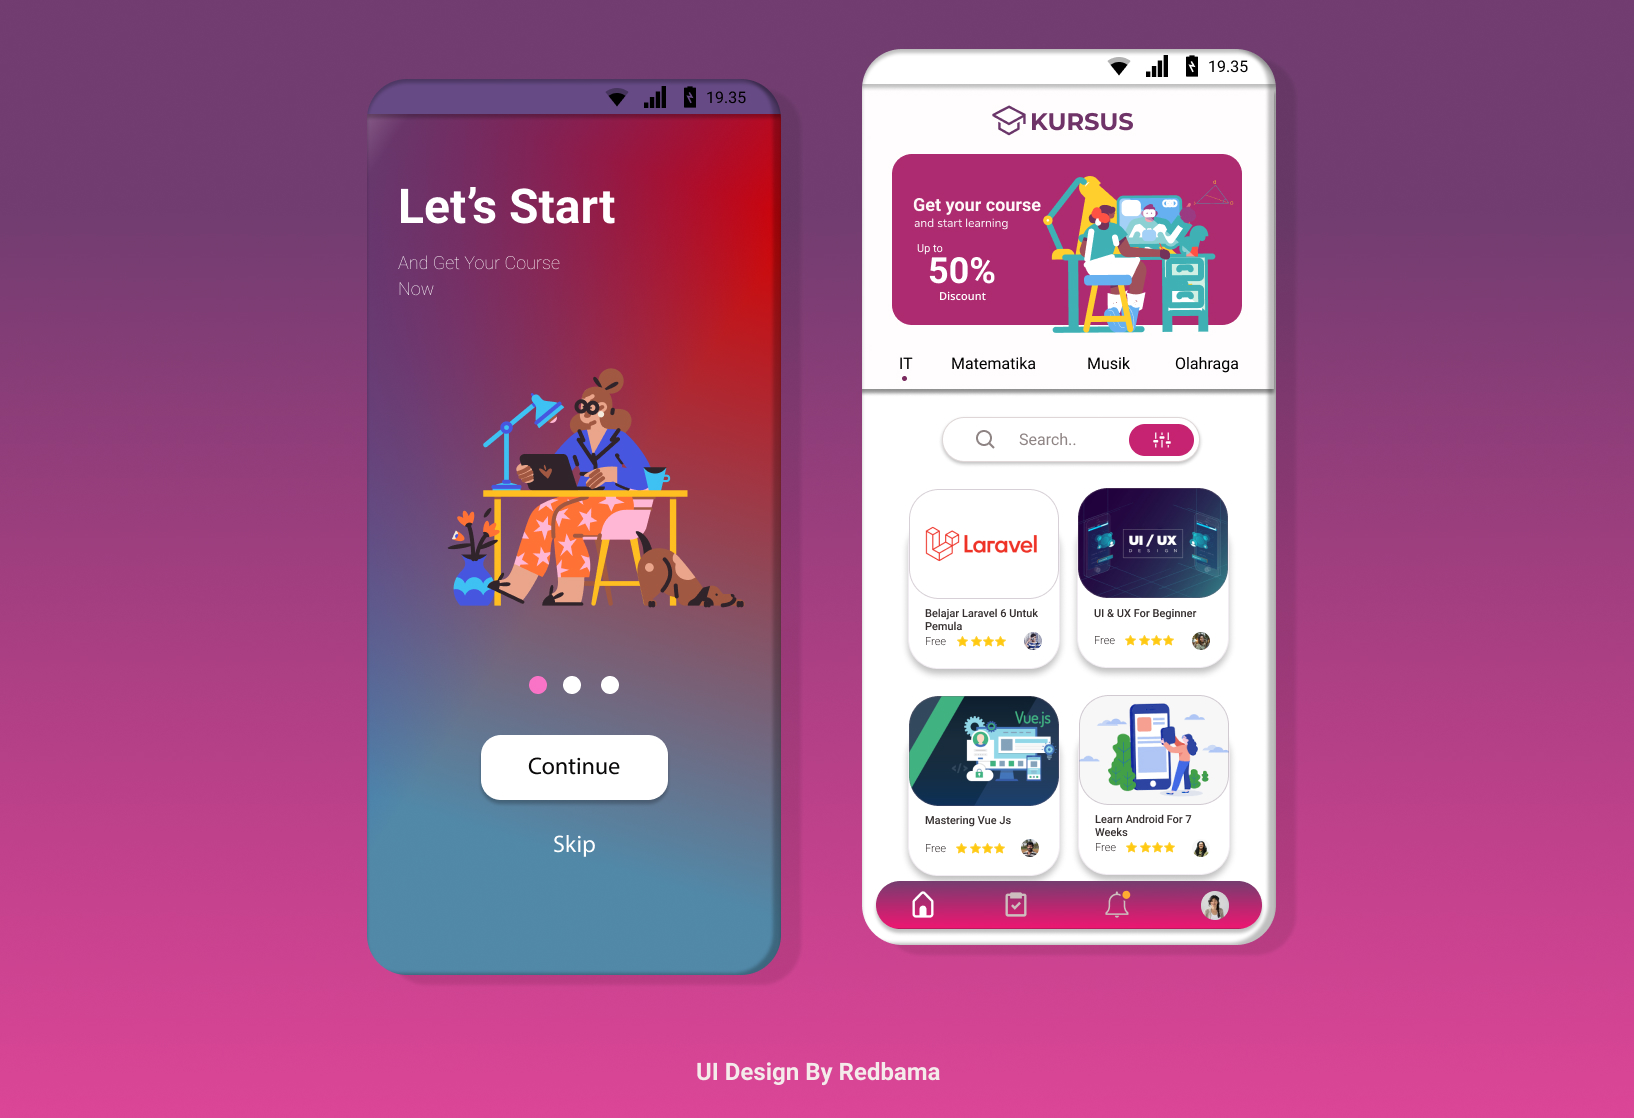 19.35
Let's Start
And Get Your Course
Now
Continue
Skip
19.35
KURSUS
Get your course
and start learning
Up to
50%
Discount
IT Matematika Musik Olahraga
Search..
Laravel
UI / UX
DESIGN
Belajar Laravel 6 Untuk
Pemula
Free
UI & UX For Beginner
Free
Vue.js
</>
Mastering Vue Js
Free
Learn Android For 7
Weeks
Free
UI Design By Redbama